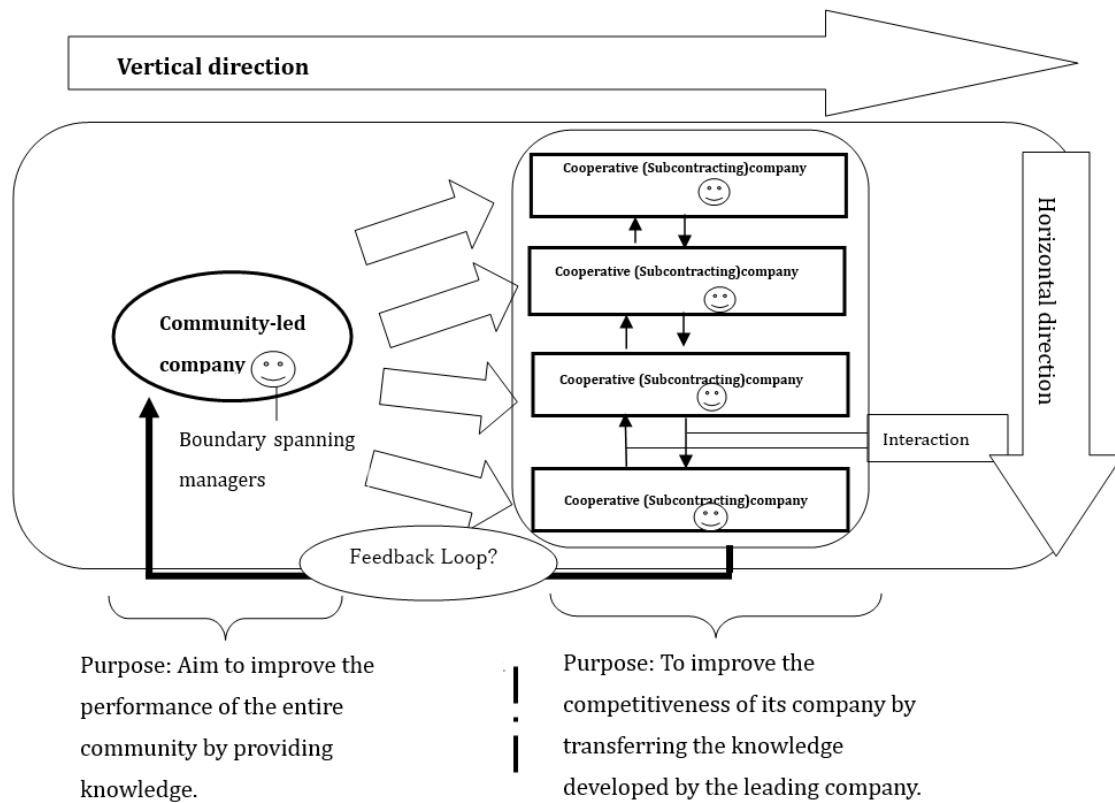 Vertical direction
Cooperative (Subcontracting)company
Cooperative (Subcontracting)company
Cooperative (Subcontracting)company
Cooperative (Subcontracting)company
Horizontal direction
Community-led
company
Boundary spanning
managers
Interaction
Feedback Loop?
Purpose: Aim to improve the
performance of the entire
community by providing
knowledge.
Purpose: To improve the
competitiveness of its company by
transferring the knowledge
developed by the leading company.